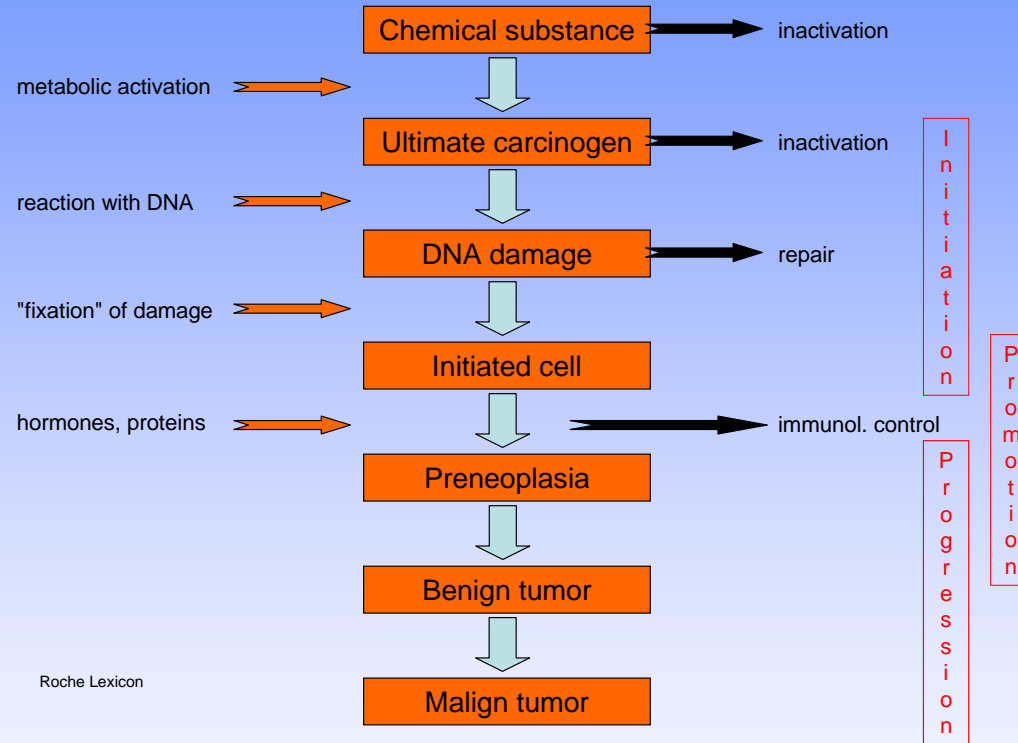 Chemical substance
inactivation
metabolic activation
Ultimate carcinogen
inactivation
reaction with DNA
DNA damage
repair
"fixation" of damage
Initiated cell
hormones, proteins
immunol. control
Preneoplasia
Benign tumor
Malign tumor
Initiation
Promotion
Progression
Roche Lexicon